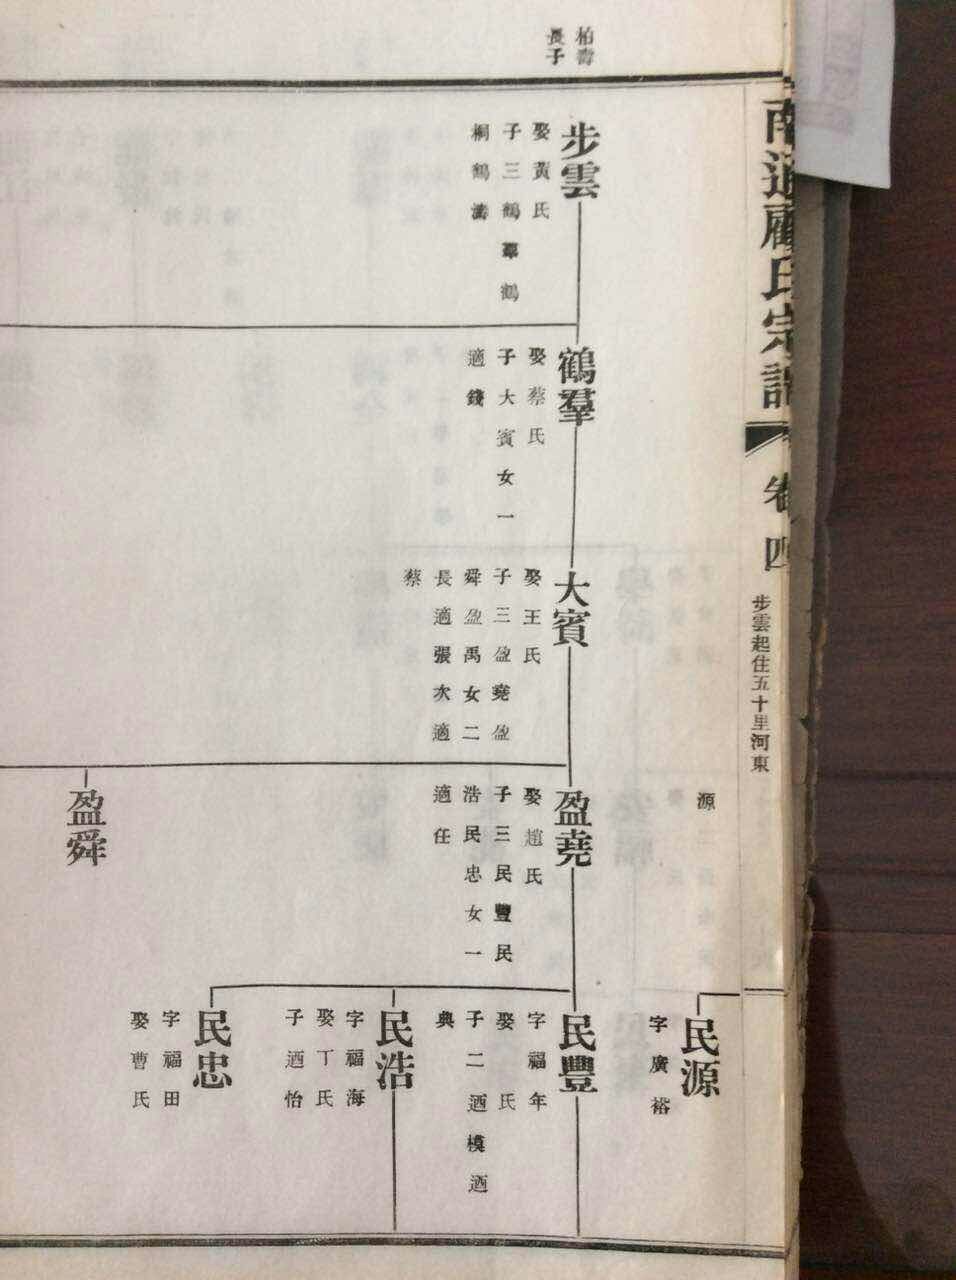 南通顧氏宗譜
卷四
步雲起住五十里河東
柏壽
長子
源
民源
字廣裕
步雲
娶黃氏
子三鶴羣鶴
桐鶴濤
鶴羣
娶蔡氏
子大賓女一
適錢
大賓
娶王氏
子三盈堯盈
舜盈禹女二
長適張次適
蔡
盈堯
娶趙氏
子三民豐民
浩民忠女一
適任
盈舜
民豐
字福年
娶 氏
子二迺模迺
典
民浩
字福海
娶丁氏
子迺怡
民忠
字福田
娶曹氏